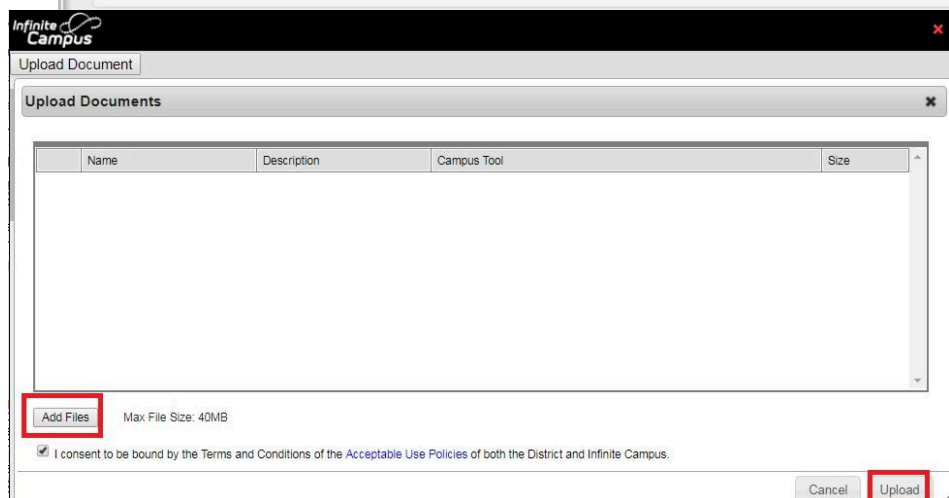 Infinite
Campus
Upload Document
Upload Documents
Name Description Campus Tool Size
Add Files Max File Size: 40MB
I consent to be bound by the Terms and Conditions of the Acceptable Use Policies of both the District and Infinite Campus.
Cancel Upload